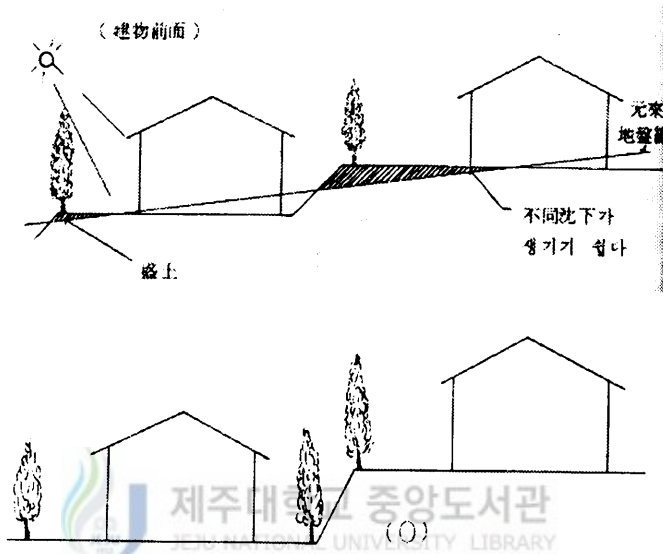 (建物前面)
元來
地盤線
不同沈下가
생기기 쉽다
盛土
제주대학교 중앙도서관
(O)
JEJU NATIONAL UNIVERSITY LIBRARY